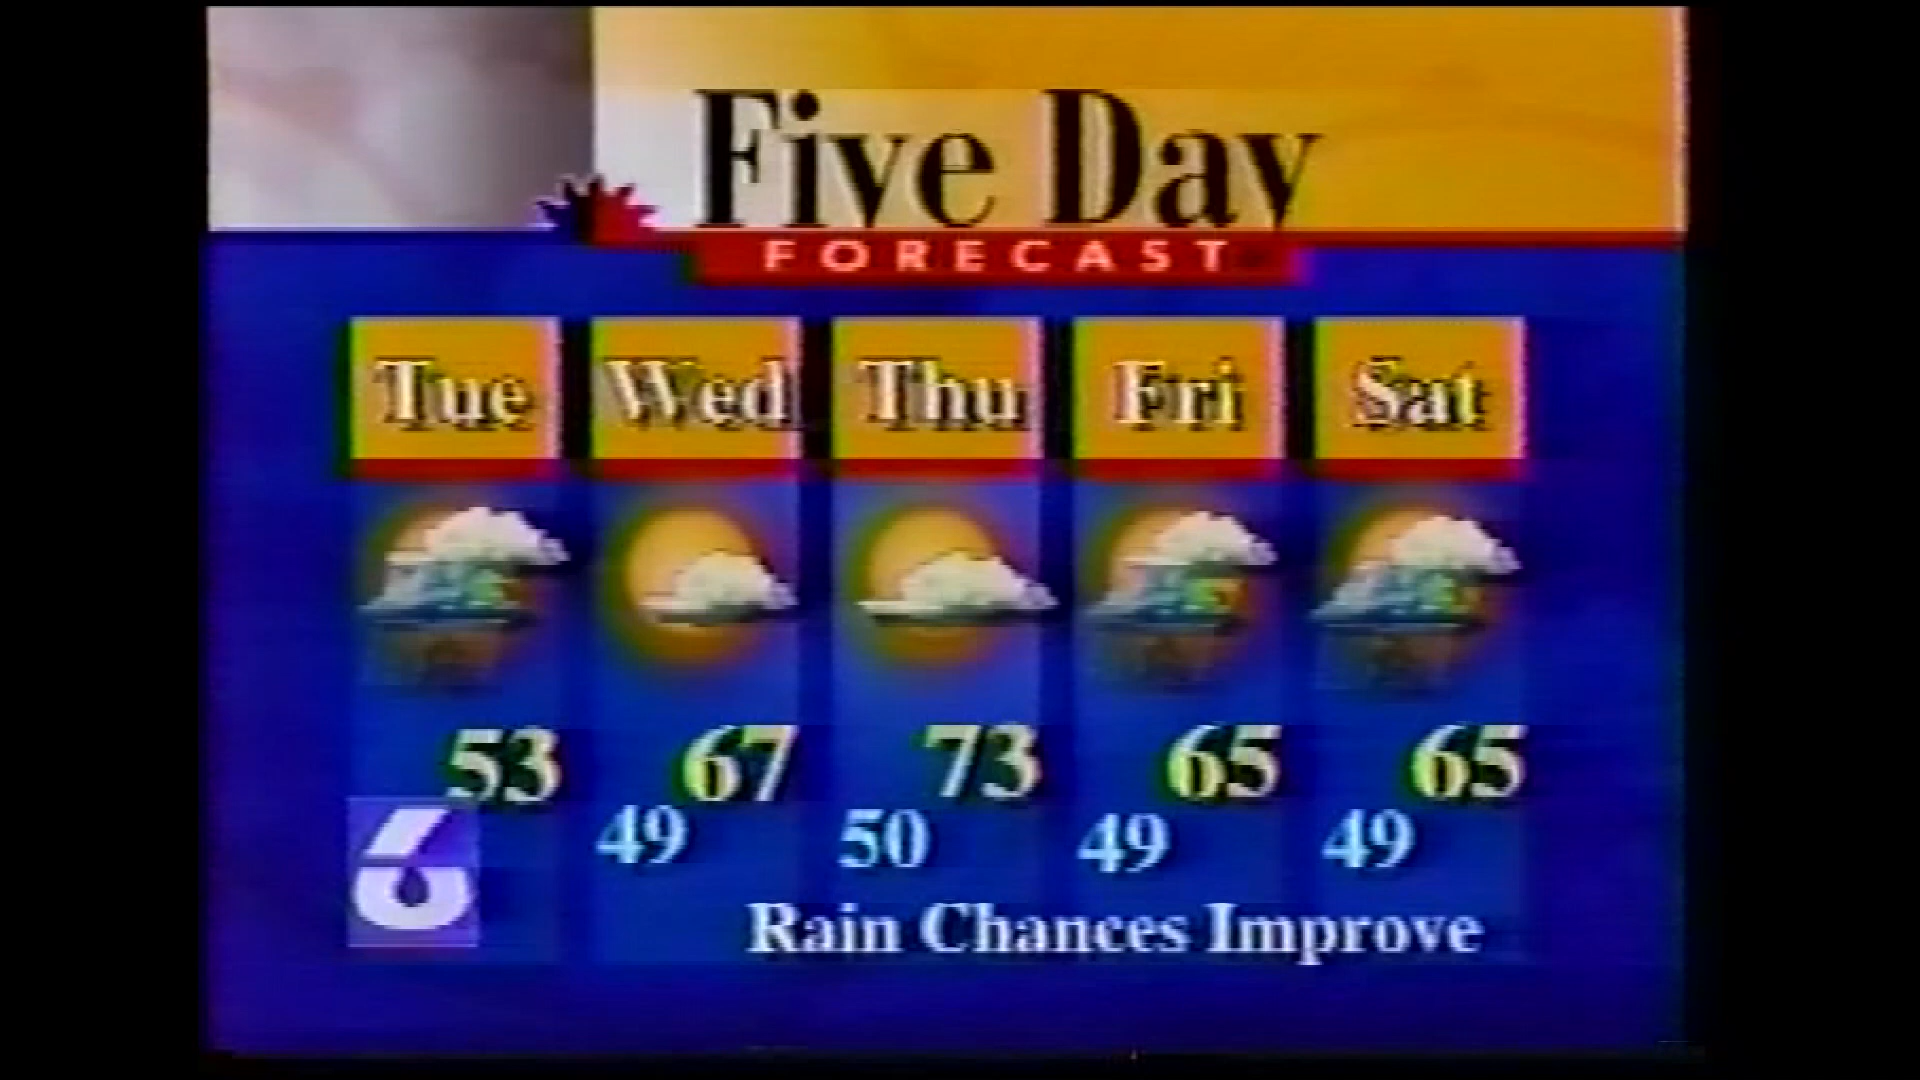 Five Day
FORECAST
Tue Wed Thu Fri Sat
53 67 73 65 65
49 50 49 49
6
Rain Chances Improve